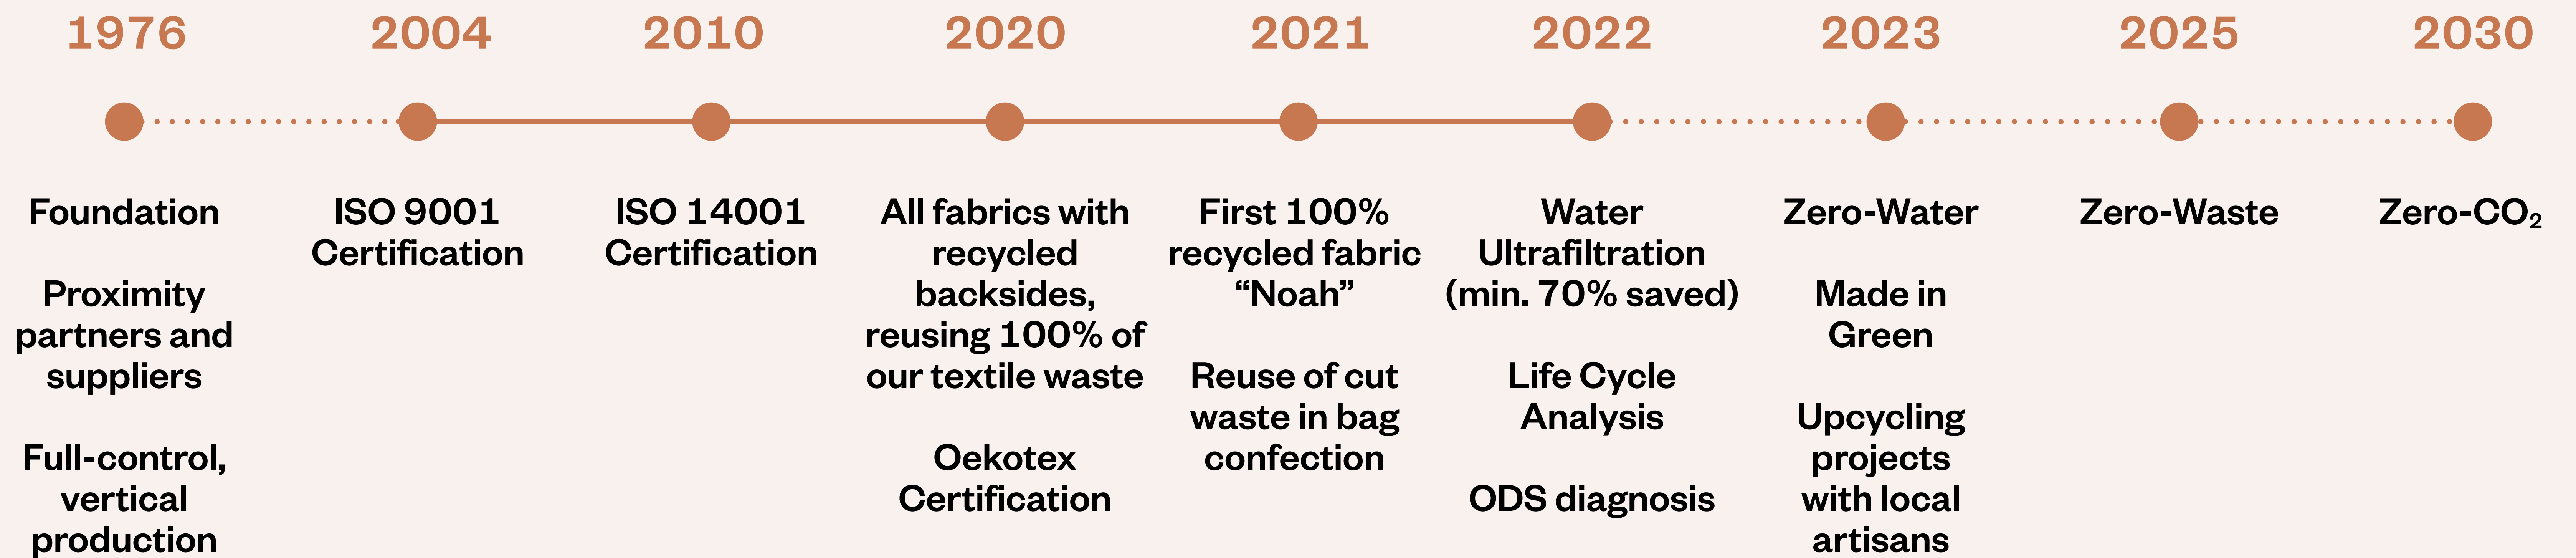 1976
Foundation
Proximity
partners and
suppliers
Full-control,
vertical
production
2004
ISO 9001
Certification
2010
ISO 14001
Certification
2020
All fabrics with
recycled
backsides,
reusing 100% of
our textile waste
Oekotex
Certification
2021
First 100%
recycled fabric
“Noah”
Reuse of cut
waste in bag
confection
2022
Water
Ultrafiltration
(min. 70% saved)
Life Cycle
Analysis
ODS diagnosis
2023
Zero-Water
Made in
Green
Upcycling
projects
with local
artisans
2025
Zero-Waste
2030
Zero-CO₂